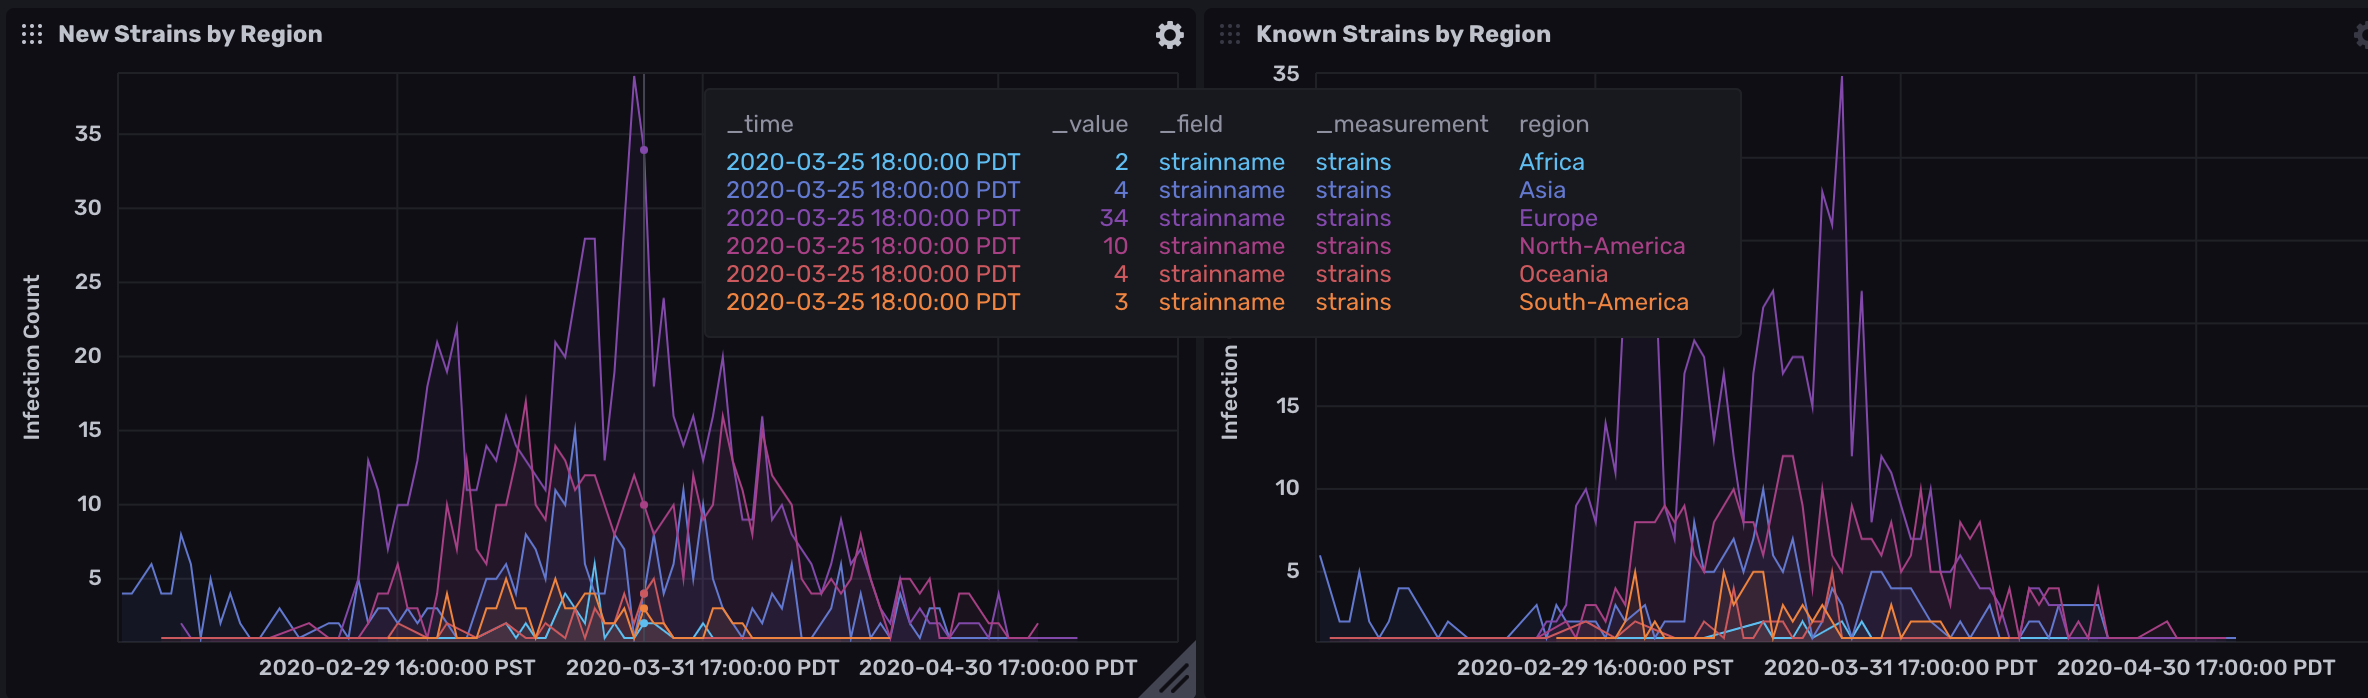 New Strains by Region
35
30
25
20
15
10
5
Infection Count
2020-02-29 16:00:00 PST 2020-03-31 17:00:00 PDT 2020-04-30 17:00:00 PDT
_time _value _field _measurement region
2020-03-25 18:00:00 PDT 2 strainname strains Africa
2020-03-25 18:00:00 PDT 4 strainname strains Asia
2020-03-25 18:00:00 PDT 34 strainname strains Europe
2020-03-25 18:00:00 PDT 10 strainname strains North-America
2020-03-25 18:00:00 PDT 4 strainname strains Oceania
2020-03-25 18:00:00 PDT 3 strainname strains South-America
Known Strains by Region
35
15
10
5
Infection
2020-02-29 16:00:00 PST 2020-03-31 17:00:00 PDT 2020-04-30 17:00:00 PDT